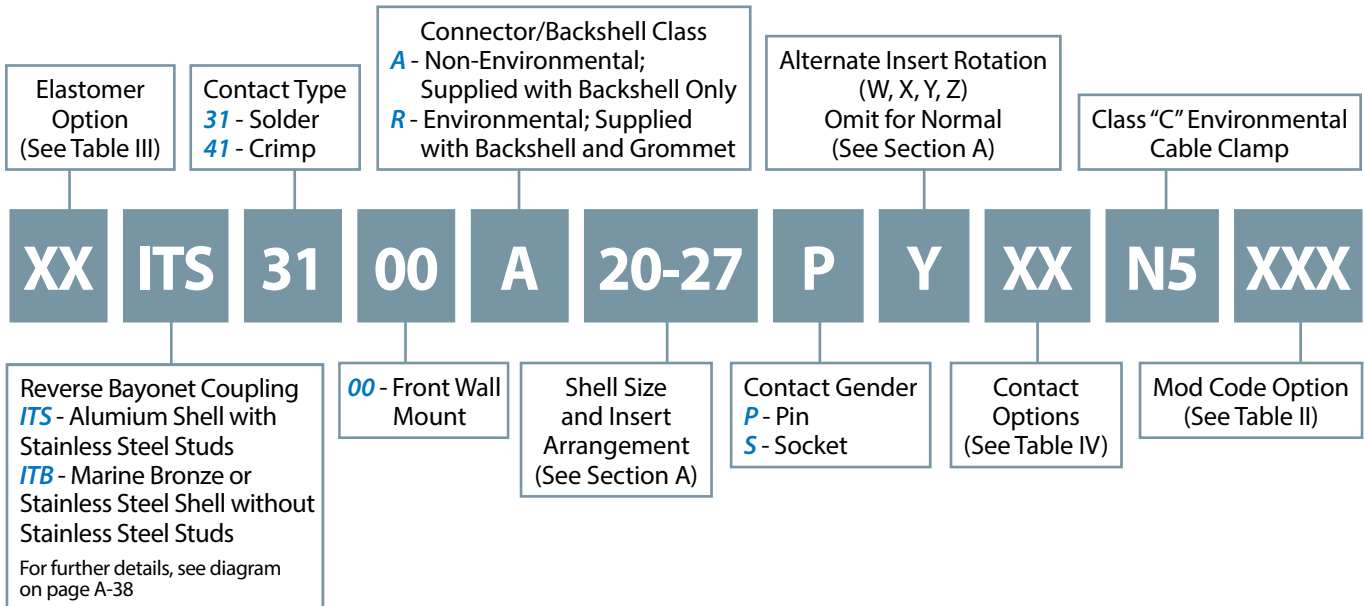 Elastomer
Option
(See Table III)
Contact Type
31 - Solder
41 - Crimp
Connector/Backshell Class
A - Non-Environmental;
Supplied with Backshell Only
R - Environmental; Supplied
with Backshell and Grommet
Alternate Insert Rotation
(W, X, Y, Z)
Omit for Normal
(See Section A)
Class "C" Environmental
Cable Clamp
XX ITS 31 00 A 20-27 P Y XX N5 XXX
Reverse Bayonet Coupling
ITS - Alumium Shell with
Stainless Steel Studs
ITB - Marine Bronze or
Stainless Steel Shell without
Stainless Steel Studs
For further details, see diagram
on page A-38
00 - Front Wall
Mount
Shell Size
and Insert
Arrangement
(See Section A)
Contact Gender
P - Pin
S - Socket
Contact
Options
(See Table IV)
Mod Code Option
(See Table II)